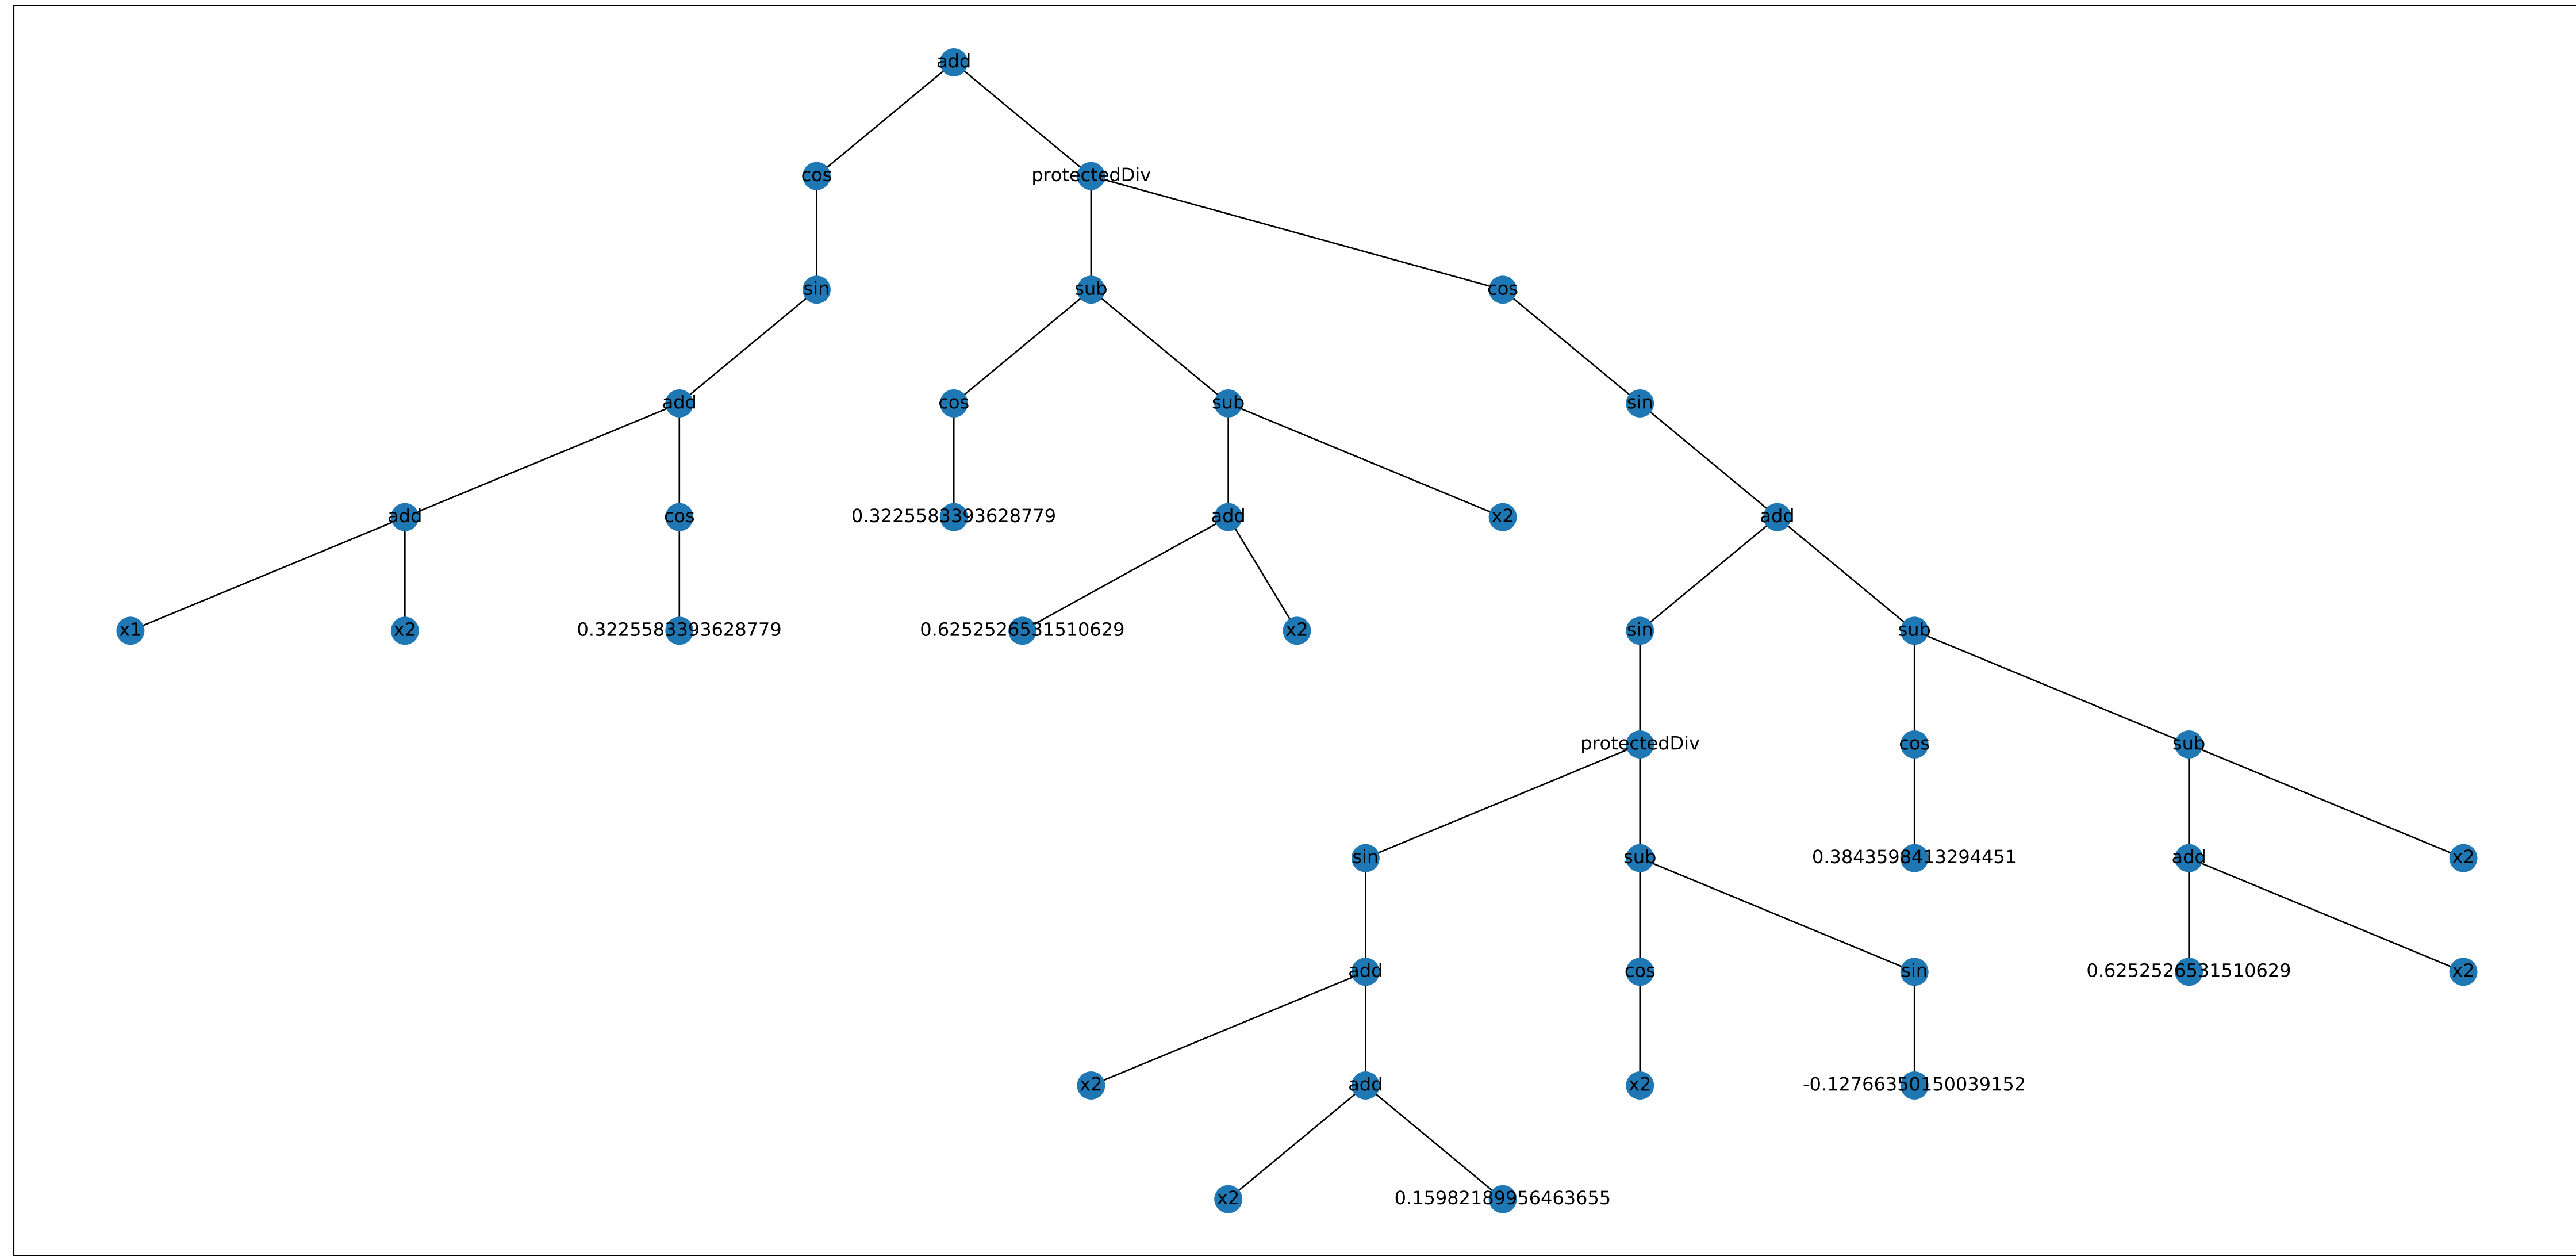 add
cos protectedDiv
sin sub cos
add cos sub sin
add cos 0.3225583393628779 add x2 add
x1 x2 0.3225583393628779 0.6252526531510629 x2 sin sub
protectedDiv cos sub
sin sub 0.3843598413294451 add x2
add cos sin 0.6252526531510629 x2
x2 add x2 -0.12766350150039152
x2 0.15982189956463655